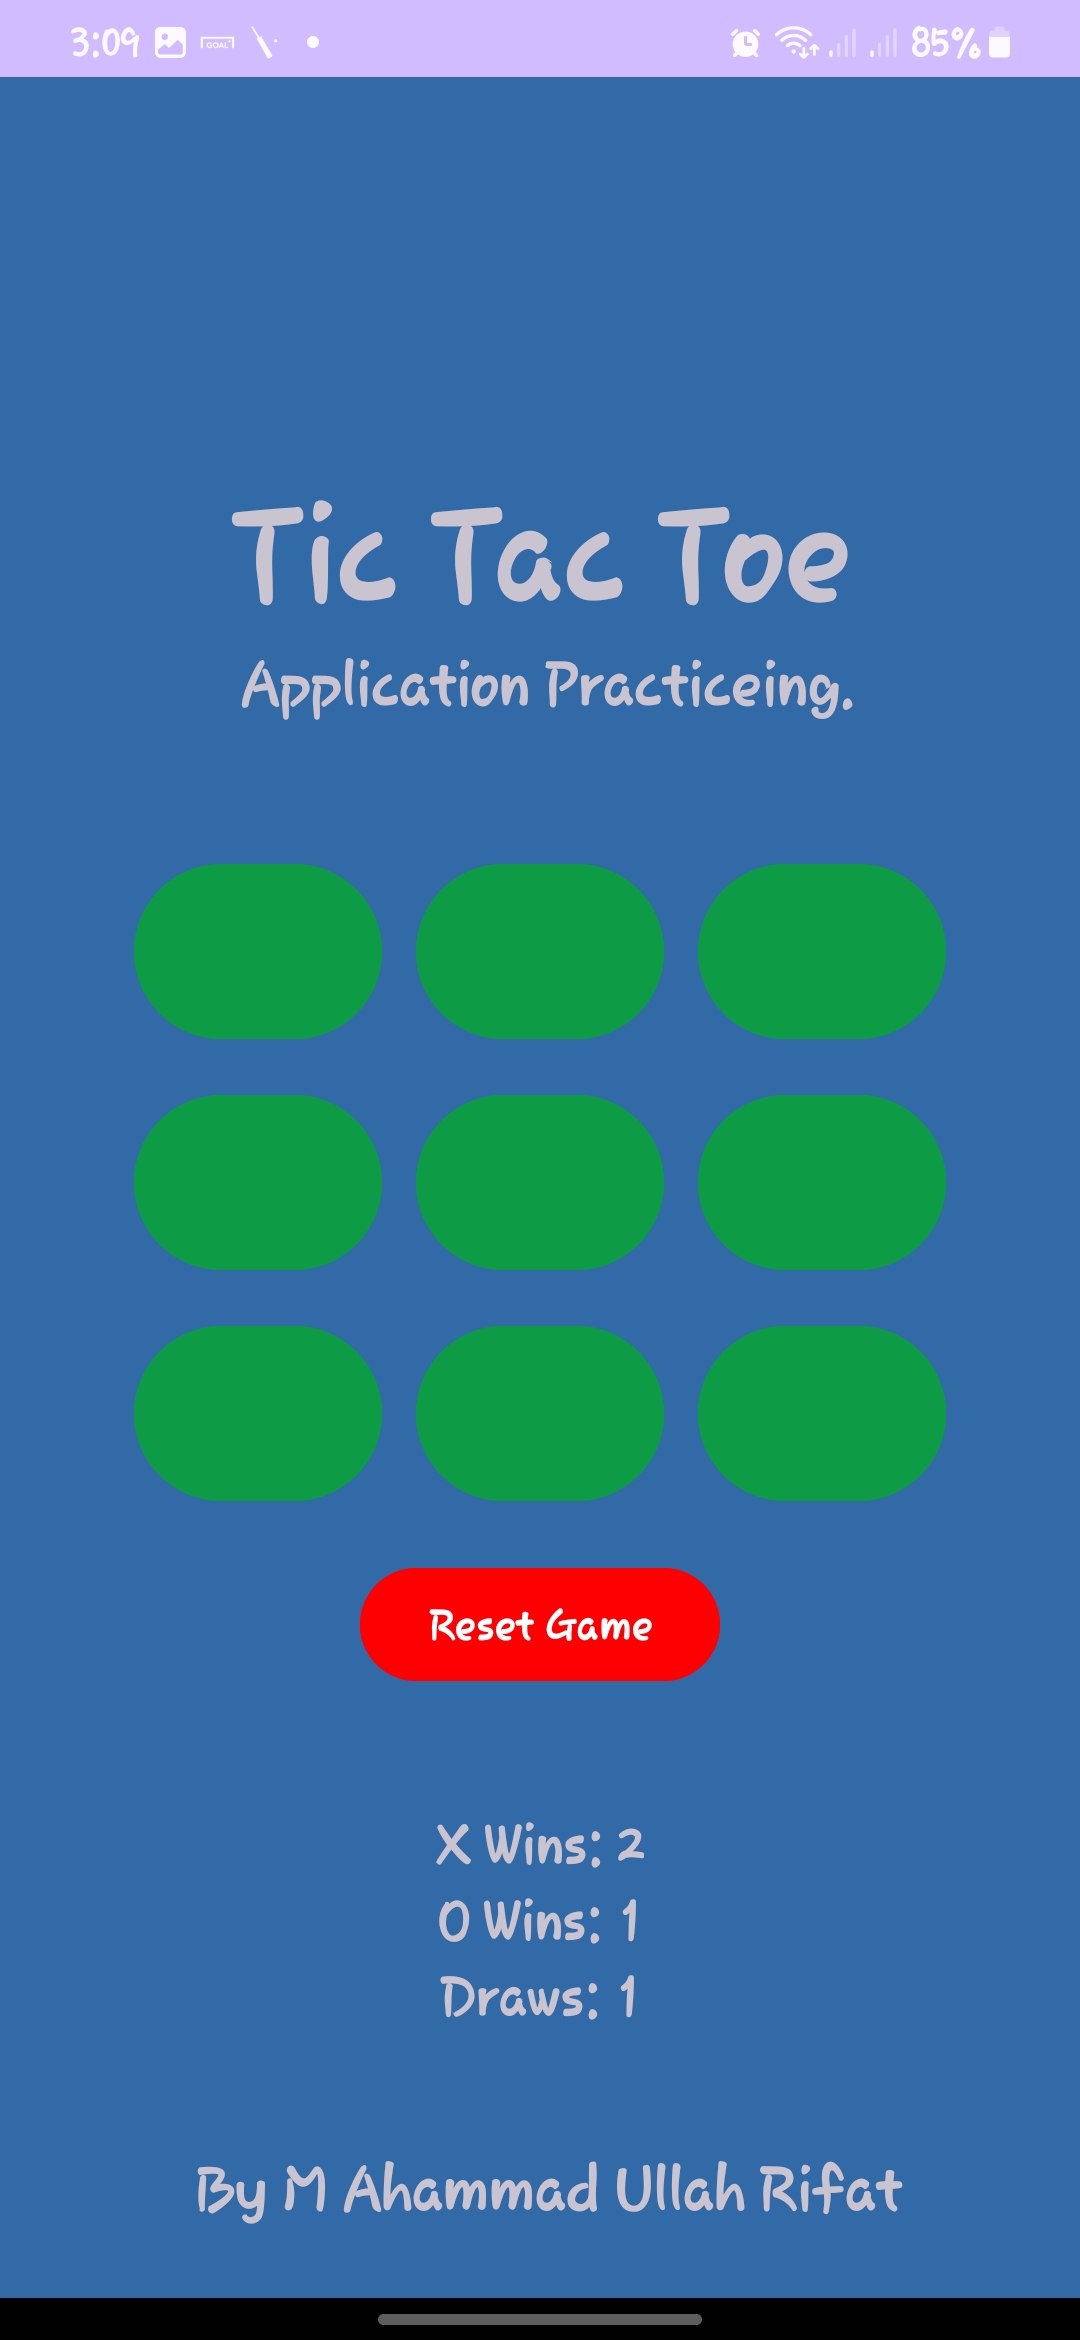 3:09 GOAL 85%
Tic Tac Toe
Application Practiceing.
Reset Game
X Wins: 2
O Wins: 1
Draws: 1
By M Ahammad Ullah Rifat